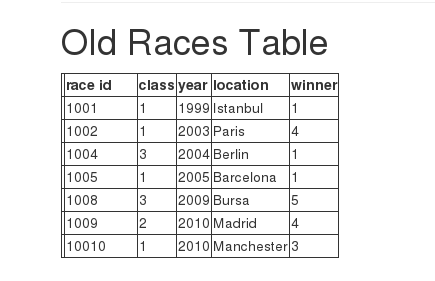 Old Races Table
race id class year location winner
1001 1 1999 Istanbul 1
1002 1 2003 Paris 4
1004 3 2004 Berlin 1
1005 1 2005 Barcelona 1
1008 3 2009 Bursa 5
1009 2 2010 Madrid 4
10010 1 2010 Manchester 3